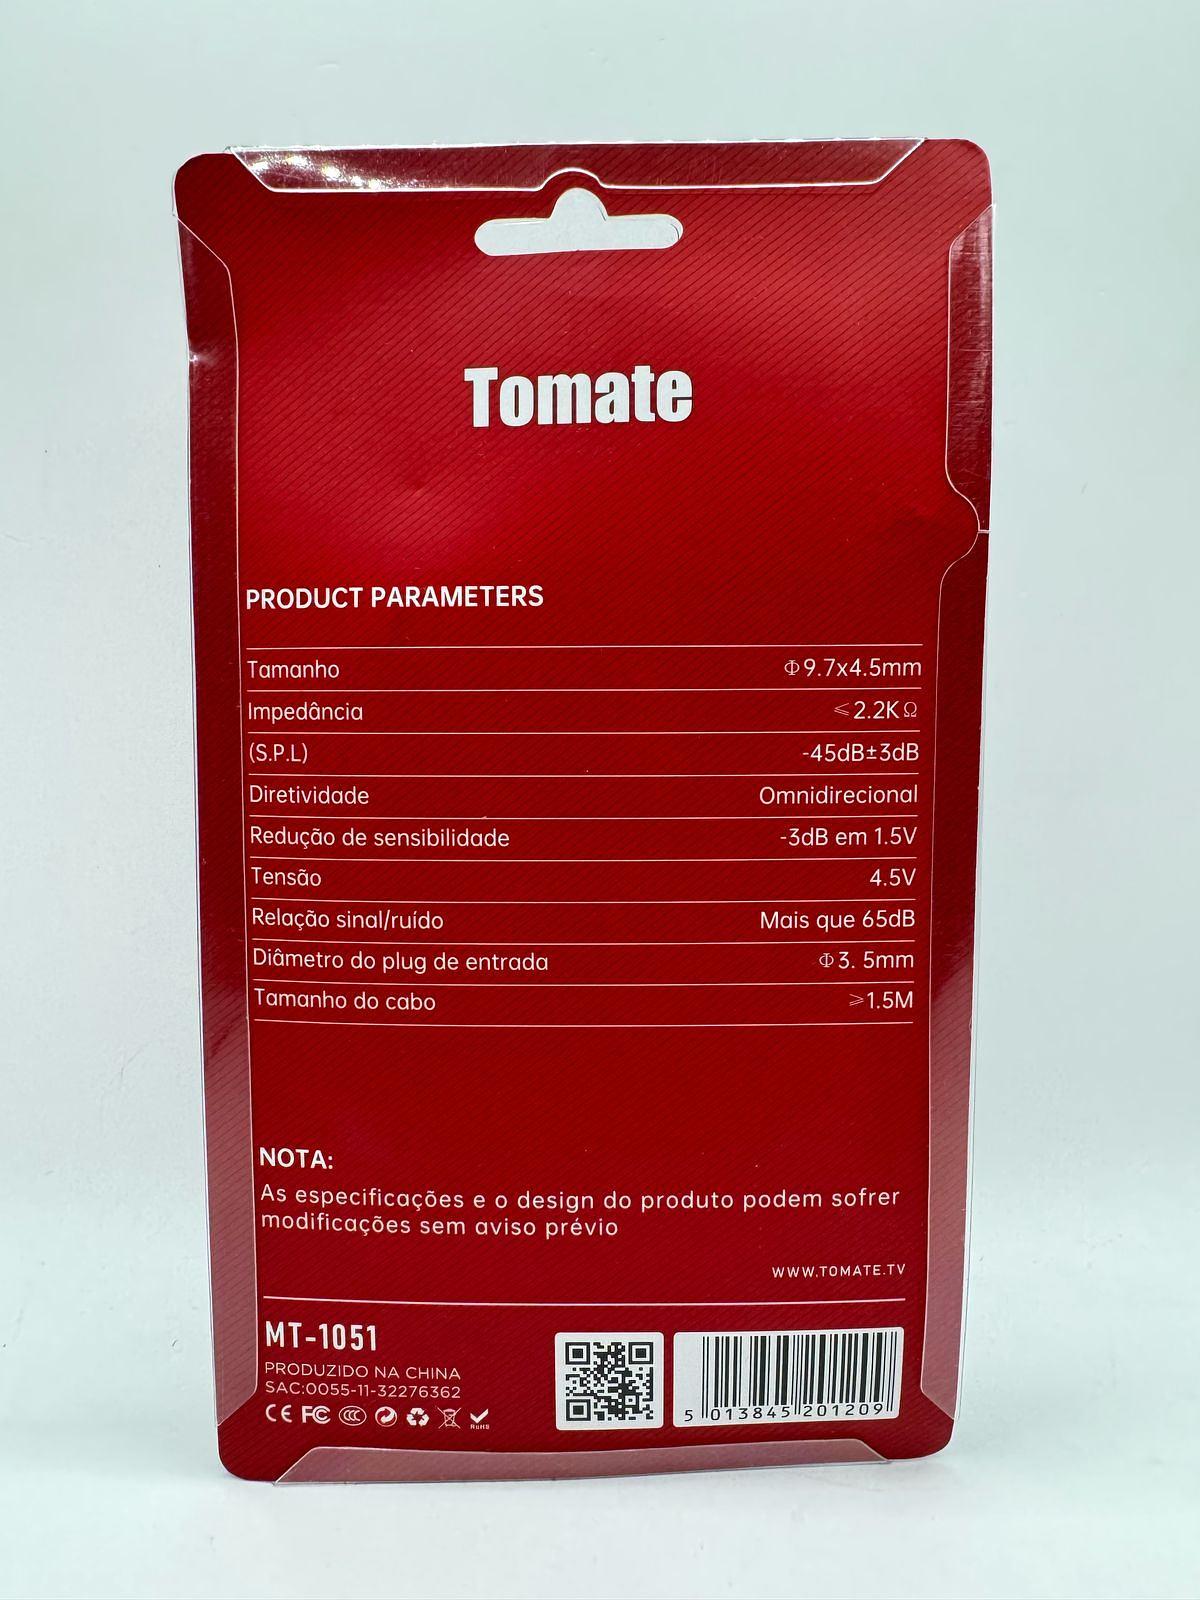 Tomate
PRODUCT PARAMETERS
Tamanho Φ9.7x4.5mm
Impedância ⩽2.2KΩ
(S.P.L) -45dB±3dB
Diretividade Omnidirecional
Redução de sensibilidade -3dB em 1.5V
Tensão 4.5V
Relação sinal/ruído Mais que 65dB
Diâmetro do plug de entrada Φ3. 5mm
Tamanho do cabo ⩾1.5M
NOTA:
As especificações e o design do produto podem sofrer
modificações sem aviso prévio
WWW.TOMATE.TV
MT-1051
PRODUZIDO NA CHINA
SAC:0055-11-32276362
CE FC CCC RoHS
5 013845 201209